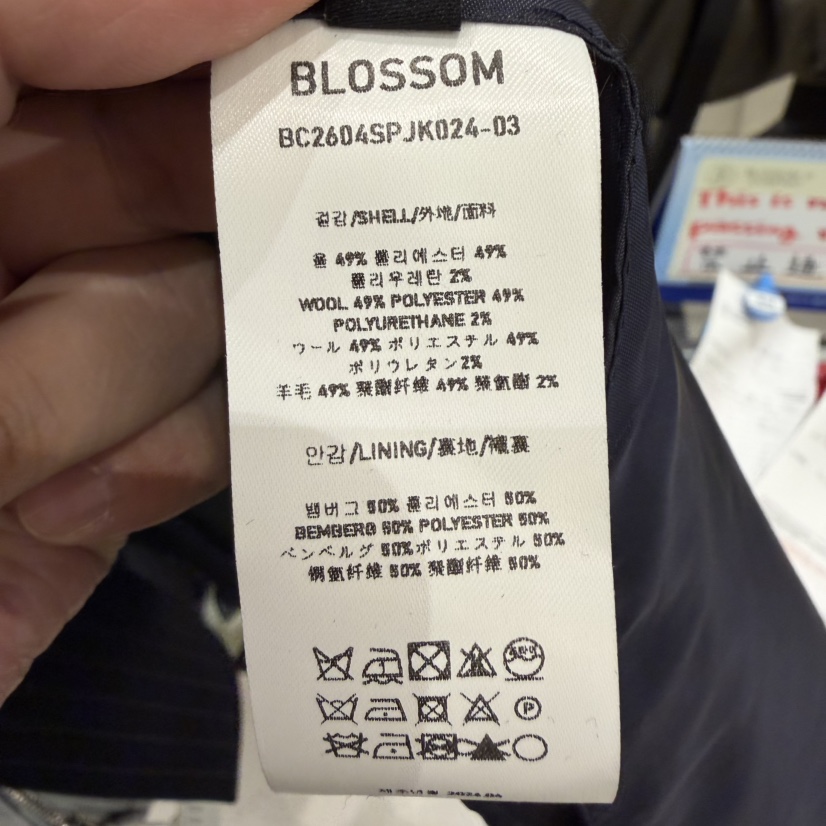 BLOSSOM
BC2604SPJK024-03
겉감/SHELL/外地/面料
울 49% 폴리에스터 49%
폴리우레탄 2%
WOOL 49% POLYESTER 49%
POLYURETHANE 2%
ウール 49% ポリエステル 49%
ポリウレタン2%
羊毛 49% 聚酯纤维 49% 聚氨酯 2%
안감/LINING/裏地/襯裏
뱀버그 50% 폴리에스터 50%
BEMBERG 50% POLYESTER 50%
ベンベルグ 50%ポリエステル 50%
铜氨纤维 50% 聚酯纤维 50%
P
This is